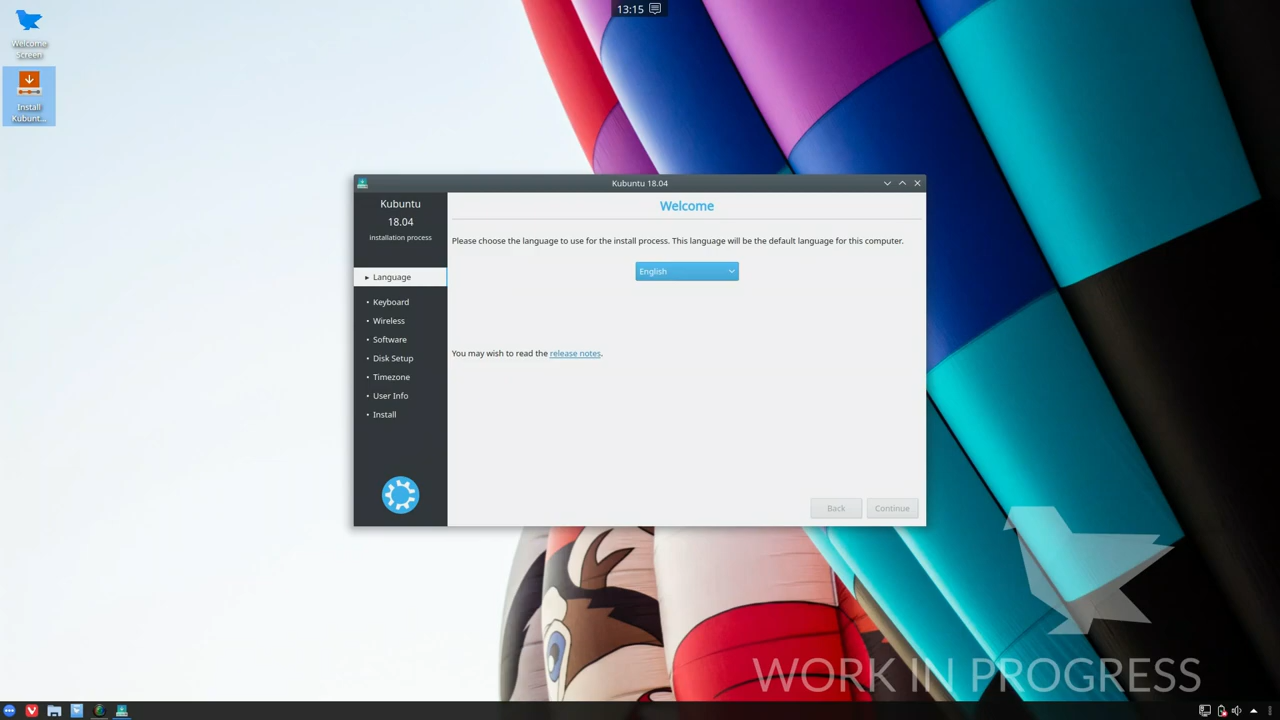 13:15
Welcome
Screen
Install
Kubunt...
Kubuntu 18.04
Kubuntu
18.04
installation process
Language
Keyboard
Wireless
Software
Disk Setup
Timezone
User Info
Install
Welcome
Please choose the language to use for the install process. This language will be the default language for this computer.
English
You may wish to read the release notes.
Back
Continue
WORK IN PROGRESS